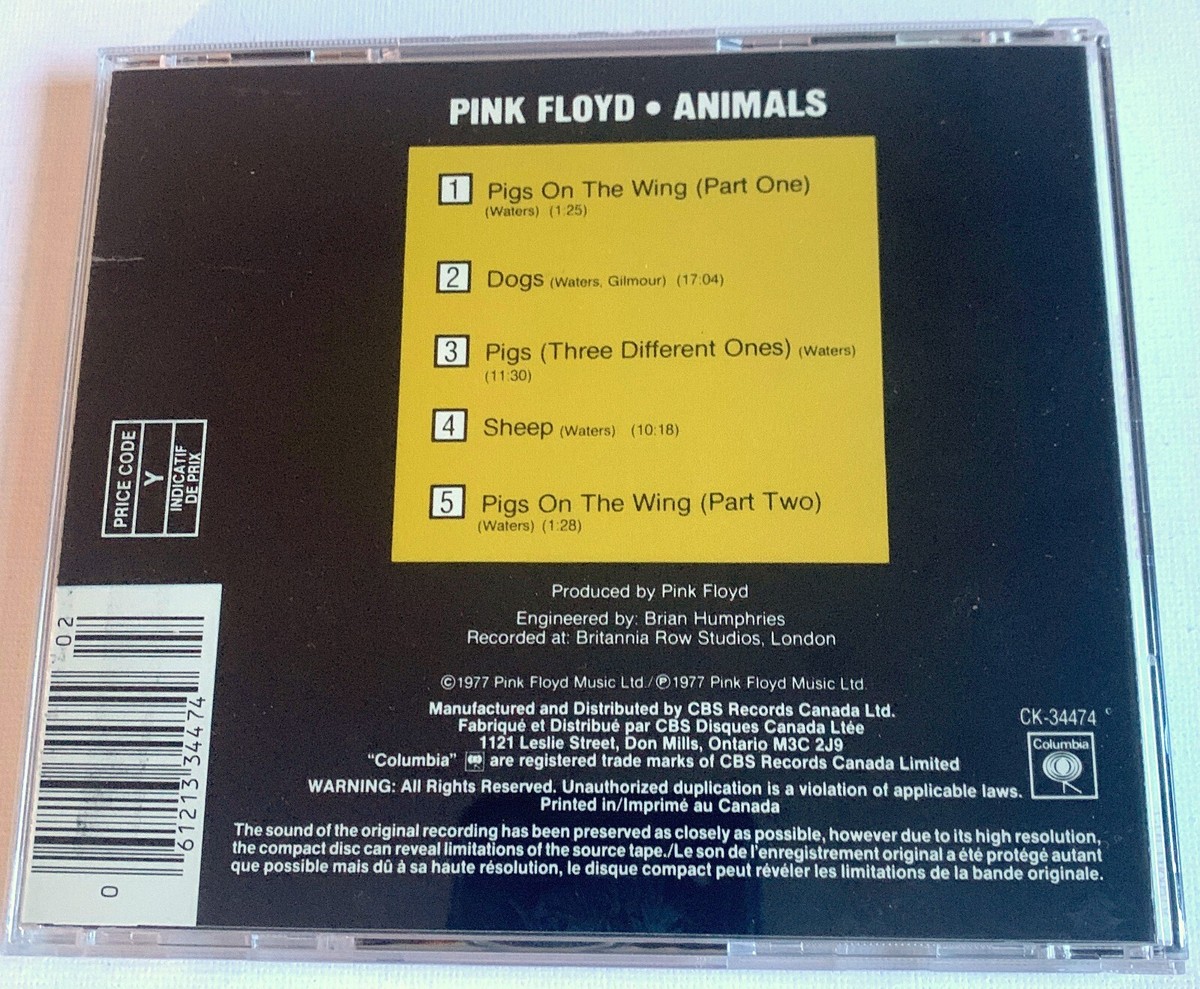 PINK FLOYD • ANIMALS
1 Pigs On The Wing (Part One)
(Waters) (1:25)
2 Dogs (Waters, Gilmour) (17:04)
3 Pigs (Three Different Ones) (Waters)
(11:30)
4 Sheep (Waters) (10:18)
5 Pigs On The Wing (Part Two)
(Waters) (1:28)
PRICE CODE
Y
INDICATIF
DE PRIX
Produced by Pink Floyd
Engineered by: Brian Humphries
Recorded at: Britannia Row Studios, London
©1977 Pink Floyd Music Ltd./℗1977 Pink Floyd Music Ltd.
Manufactured and Distributed by CBS Records Canada Ltd.
Fabriqué et Distribué par CBS Disques Canada Ltée
1121 Leslie Street, Don Mills, Ontario M3C 2J9
"Columbia" are registered trade marks of CBS Records Canada Limited
WARNING: All Rights Reserved. Unauthorized duplication is a violation of applicable laws.
Printed in/Imprimé au Canada
CK-34474
Columbia
The sound of the original recording has been preserved as closely as possible, however due to its high resolution,
the compact disc can reveal limitations of the source tape./Le son de l'enregistrement original a été protégé autant
que possible mais dû à sa haute résolution, le disque compact peut révéler les limitations de la bande originale.
02
61213 34474
0